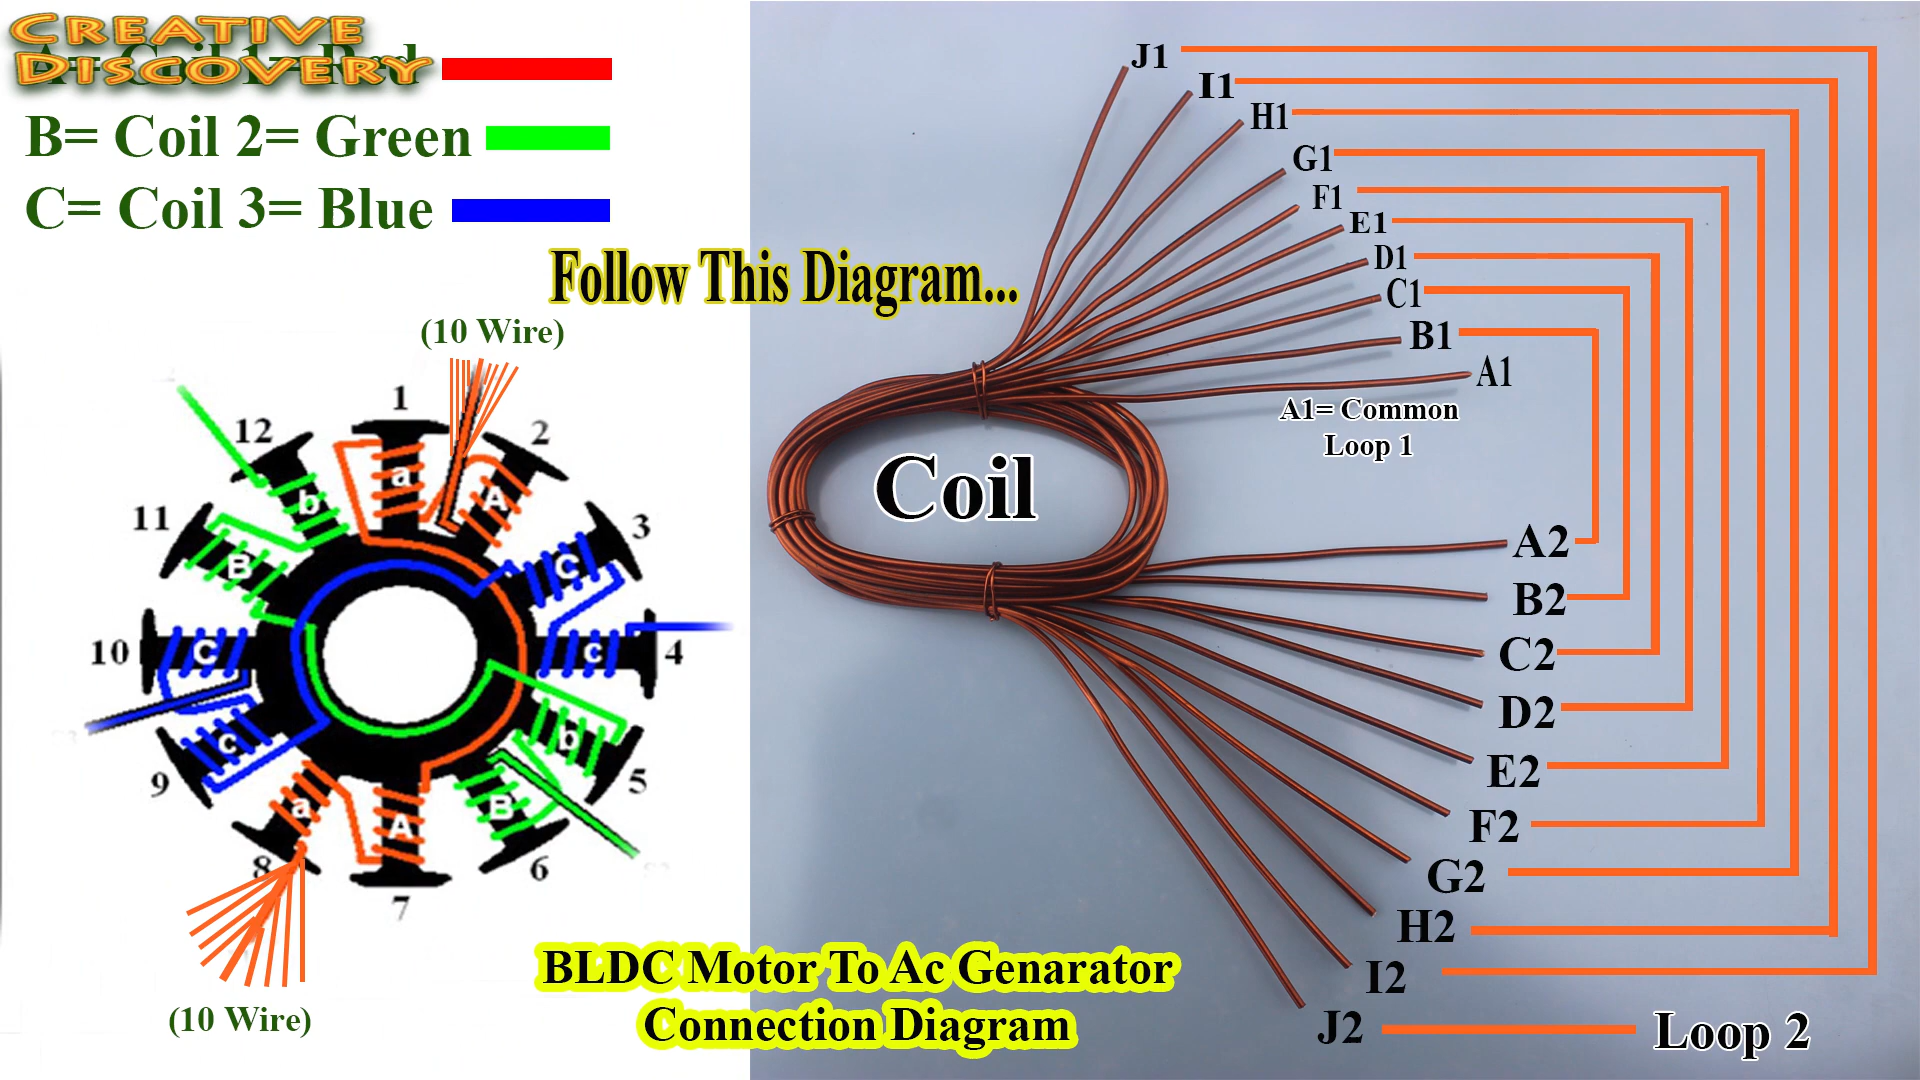 CREATIVE
DISCOVERY
A= Coil 1= Red
B= Coil 2= Green
C= Coil 3= Blue
Follow This Diagram...
(10 Wire)
1
2
3
4
5
6
7
8
9
10
11
12
a
A
C
c
b
B
A
a
c
C
B
b
(10 Wire)
BLDC Motor To Ac Genarator
Connection Diagram
J1
I1
H1
G1
F1
E1
D1
C1
B1
A1
A1= Common
Loop 1
Coil
A2
B2
C2
D2
E2
F2
G2
H2
I2
J2
Loop 2